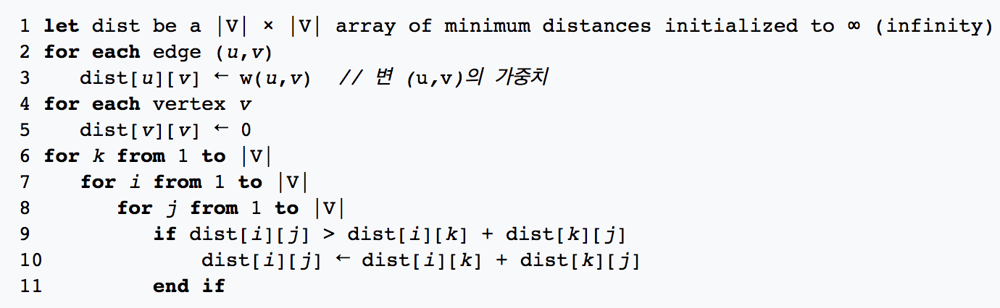 1 let dist be a |V| × |V| array of minimum distances initialized to ∞ (infinity)
2 for each edge (u,v)
3    dist[u][v] ← w(u,v)  // 변 (u,v)의 가중치
4 for each vertex v
5    dist[v][v] ← 0
6 for k from 1 to |V|
7    for i from 1 to |V|
8       for j from 1 to |V|
9          if dist[i][j] > dist[i][k] + dist[k][j]
10             dist[i][j] ← dist[i][k] + dist[k][j]
11         end if